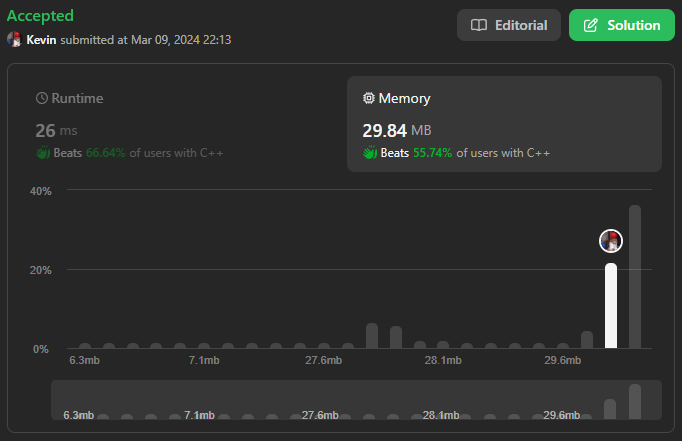 Accepted
Kevin submitted at Mar 09, 2024 22:13
Editorial
Solution
Runtime
26 ms
Beats 66.64% of users with C++
Memory
29.84 MB
Beats 55.74% of users with C++
40%
20%
0%
6.3mb 7.1mb 27.6mb 28.1mb 29.6mb
6.3mb 7.1mb 27.6mb 28.1mb 29.6mb